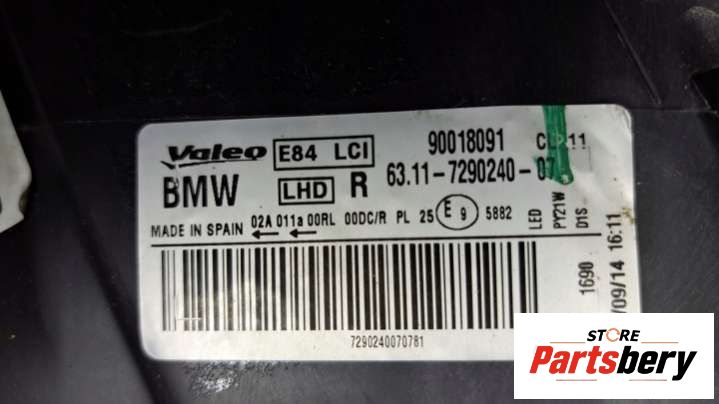 Valeo E84 LCI 90018091
BMW LHD R 63.11-7290240-07
MADE IN SPAIN 02A 011a 00RL 00DC/R PL 25 E 9 5882
LED
PY21W
D1S
1690
/09/14 16:11
7290240070781
STORE
Partsbery